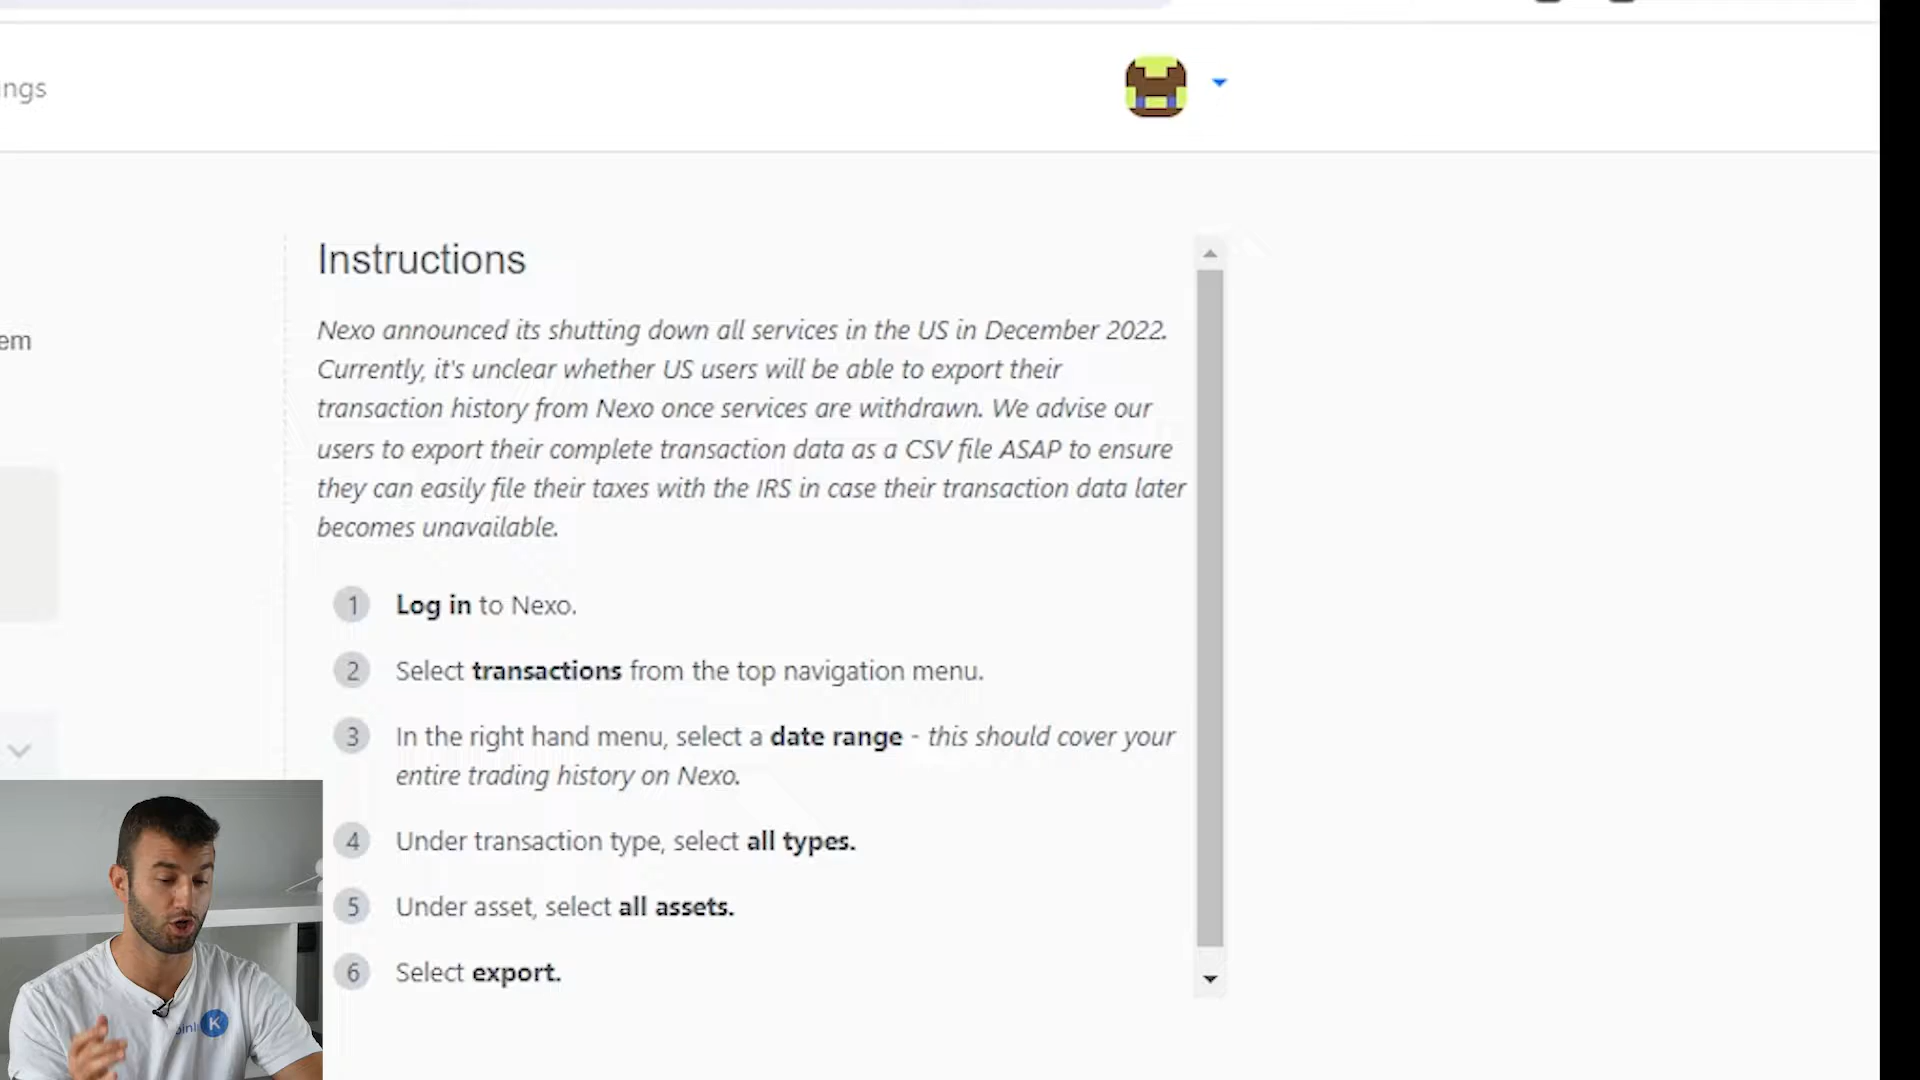 ings
em
Instructions
Nexo announced its shutting down all services in the US in December 2022.
Currently, it's unclear whether US users will be able to export their
transaction history from Nexo once services are withdrawn. We advise our
users to export their complete transaction data as a CSV file ASAP to ensure
they can easily file their taxes with the IRS in case their transaction data later
becomes unavailable.
1 Log in to Nexo.
2 Select transactions from the top navigation menu.
3 In the right hand menu, select a date range - this should cover your
entire trading history on Nexo.
4 Under transaction type, select all types.
5 Under asset, select all assets.
6 Select export.
K